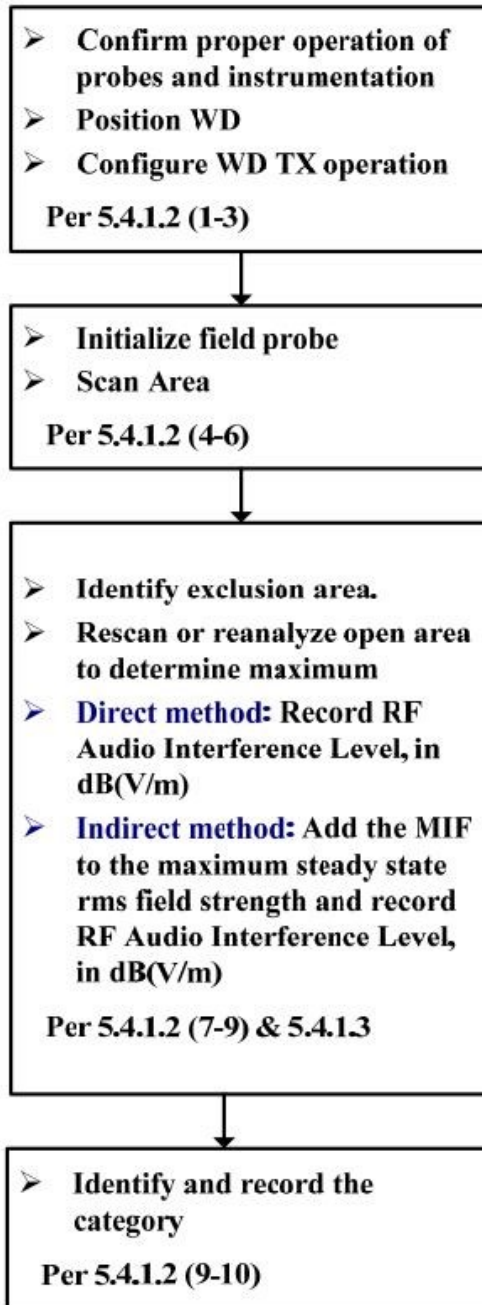 ➢ Confirm proper operation of
probes and instrumentation
➢ Position WD
➢ Configure WD TX operation
Per 5.4.1.2 (1-3)
➢ Initialize field probe
➢ Scan Area
Per 5.4.1.2 (4-6)
➢ Identify exclusion area.
➢ Rescan or reanalyze open area
to determine maximum
➢ Direct method: Record RF
Audio Interference Level, in
dB(V/m)
➢ Indirect method: Add the MIF
to the maximum steady state
rms field strength and record
RF Audio Interference Level,
in dB(V/m)
Per 5.4.1.2 (7-9) & 5.4.1.3
➢ Identify and record the
category
Per 5.4.1.2 (9-10)